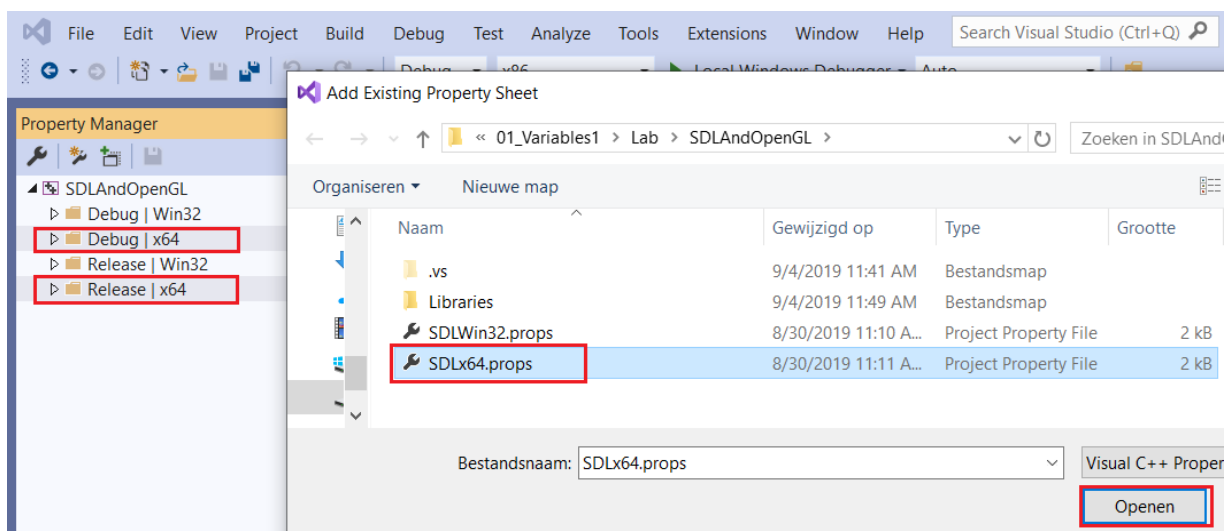 File Edit View Project Build Debug Test Analyze Tools Extensions Window Help Search Visual Studio (Ctrl+Q)
Debug x86 Local Windows Debugger Auto
Add Existing Property Sheet
Property Manager
« 01_Variables1 > Lab > SDLAndOpenGL > Zoeken in SDLAnd
Organiseren Nieuwe map
SDLAndOpenGL
Debug | Win32
Debug | x64
Release | Win32
Release | x64
Naam Gewijzigd op Type Grootte
.vs 9/4/2019 11:41 AM Bestandsmap
Libraries 9/4/2019 11:49 AM Bestandsmap
SDLWin32.props 8/30/2019 11:10 A... Project Property File 2 kB
SDLx64.props 8/30/2019 11:11 A... Project Property File 2 kB
Bestandsnaam: SDLx64.props Visual C++ Proper
Openen